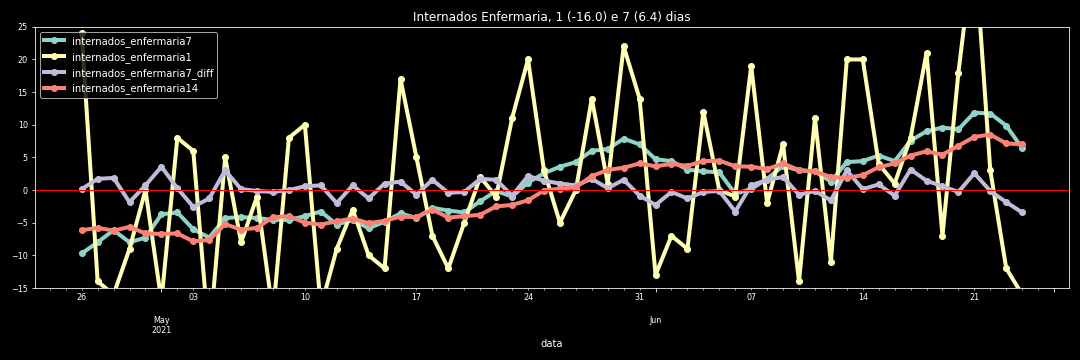 Internados Enfermaria, 1 (-16.0) e 7 (6.4) dias
internados_enfermaria7
internados_enfermaria1
internados_enfermaria7_diff
internados_enfermaria14
25
20
15
10
5
0
−5
−10
−15
26 03 10 17 24 31 07 14 21
May Jun
2021
data